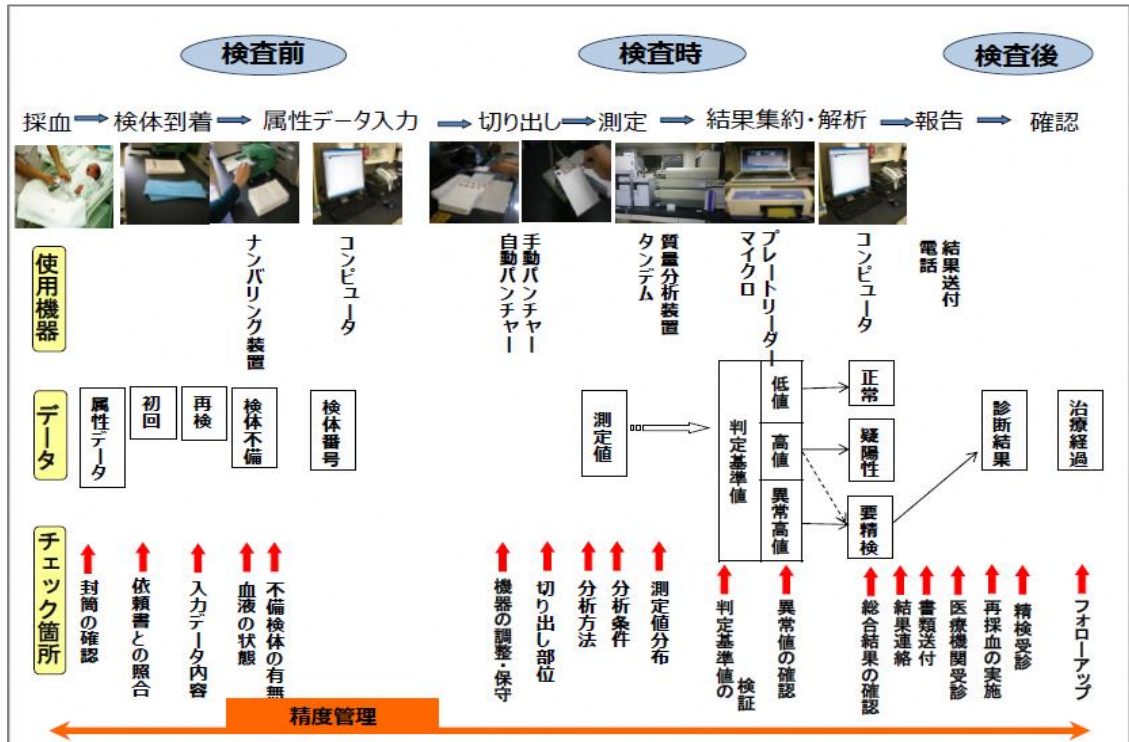 検査前
検査時
検査後
採血
検体到着
属性データ入力
切り出し
測定
結果集約・解析
報告
確認
使用機器
ナンバリング装置
コンピュータ
手動パンチャー
自動パンチャー
質量分析装置
タンデム
プレートリーダー
マイクロ
コンピュータ
結果送付
電話
データ
属性データ
初回
再検
検体不備
検体番号
測定値
判定基準値
低値
高値
異常高値
正常
疑陽性
要精検
診断結果
治療経過
チェック箇所
封筒の確認
依頼書との照合
入力データ内容
血液の状態
不備検体の有無
機器の調整・保守
切り出し部位
分析方法
分析条件
測定値分布
判定基準値の
検証
異常値の確認
総合結果の確認
結果連絡
書類送付
医療機関受診
再採血の実施
精検受診
フォローアップ
精度管理